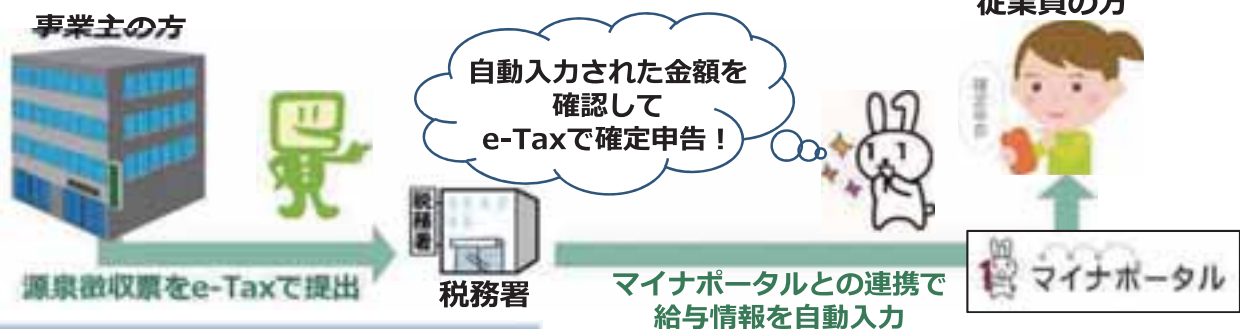 事業主の方
従業員の方
自動入力された金額を
確認して
e-Taxで確定申告！
確定申告
税務署
源泉徴収票をe-Taxで提出
税務署
マイナポータルとの連携で
給与情報を自動入力
マイナポータル